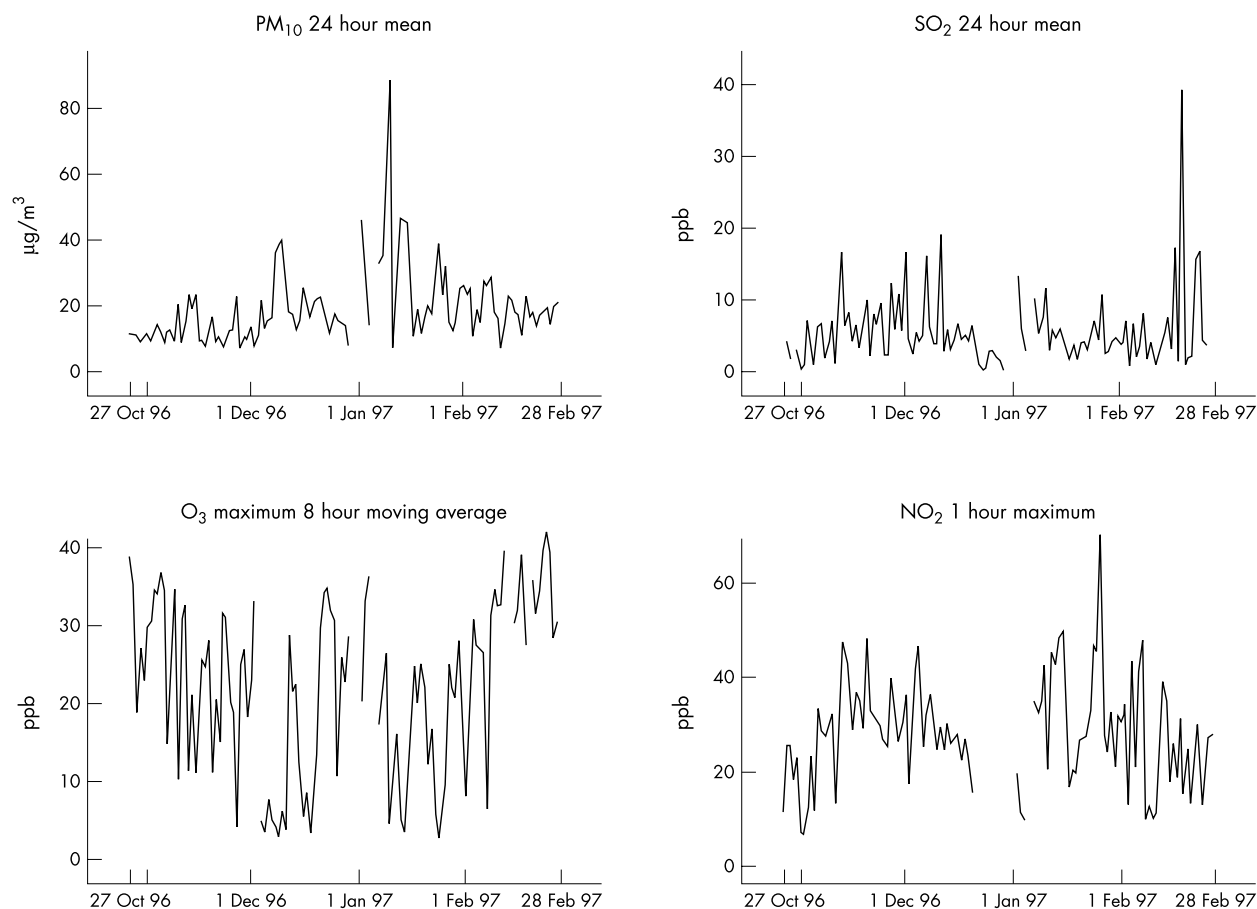 PM₁₀ 24 hour mean
80
60
40
20
0
µg/m³
27 Oct 96 1 Dec 96 1 Jan 97 1 Feb 97 28 Feb 97
SO₂ 24 hour mean
40
30
20
10
0
ppb
27 Oct 96 1 Dec 96 1 Jan 97 1 Feb 97 28 Feb 97
O₃ maximum 8 hour moving average
40
30
20
10
0
ppb
27 Oct 96 1 Dec 96 1 Jan 97 1 Feb 97 28 Feb 97
NO₂ 1 hour maximum
60
40
20
0
ppb
27 Oct 96 1 Dec 96 1 Jan 97 1 Feb 97 28 Feb 97